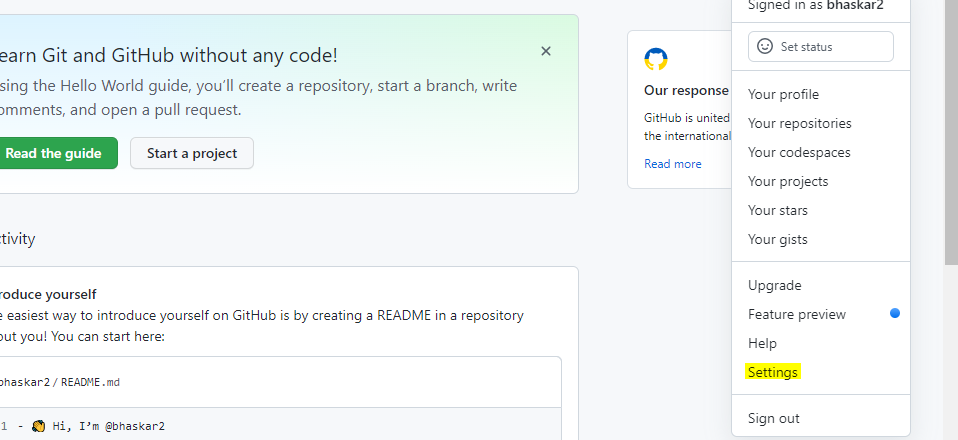 Signed in as bhaskar2
earn Git and GitHub without any code!
sing the Hello World guide, you'll create a repository, start a branch, write
omments, and open a pull request.
Read the guide
Start a project
Our response
GitHub is united
the international
Read more
Set status
Your profile
Your repositories
Your codespaces
Your projects
Your stars
Your gists
Upgrade
Feature preview
Help
Settings
Sign out
ctivity
roduce yourself
e easiest way to introduce yourself on GitHub is by creating a README in a repository
out you! You can start here:
bhaskar2/README.md
1 - 👋 Hi, I'm @bhaskar2